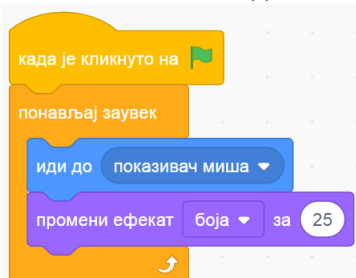 када је кликнуто на
понављај заувек
иди до показивач миша
промени ефекат боја за 25